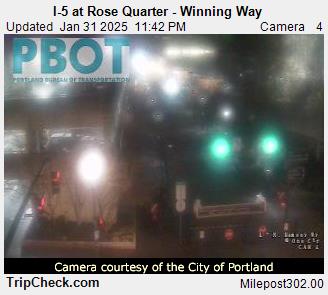 I-5 at Rose Quarter - Winning Way
Updated Jan 31 2025 11:42 PM Camera 4
PBOT
PORTLAND BUREAU OF TRANSPORTATION
Camera courtesy of the City of Portland
TripCheck.com Milepost302.00